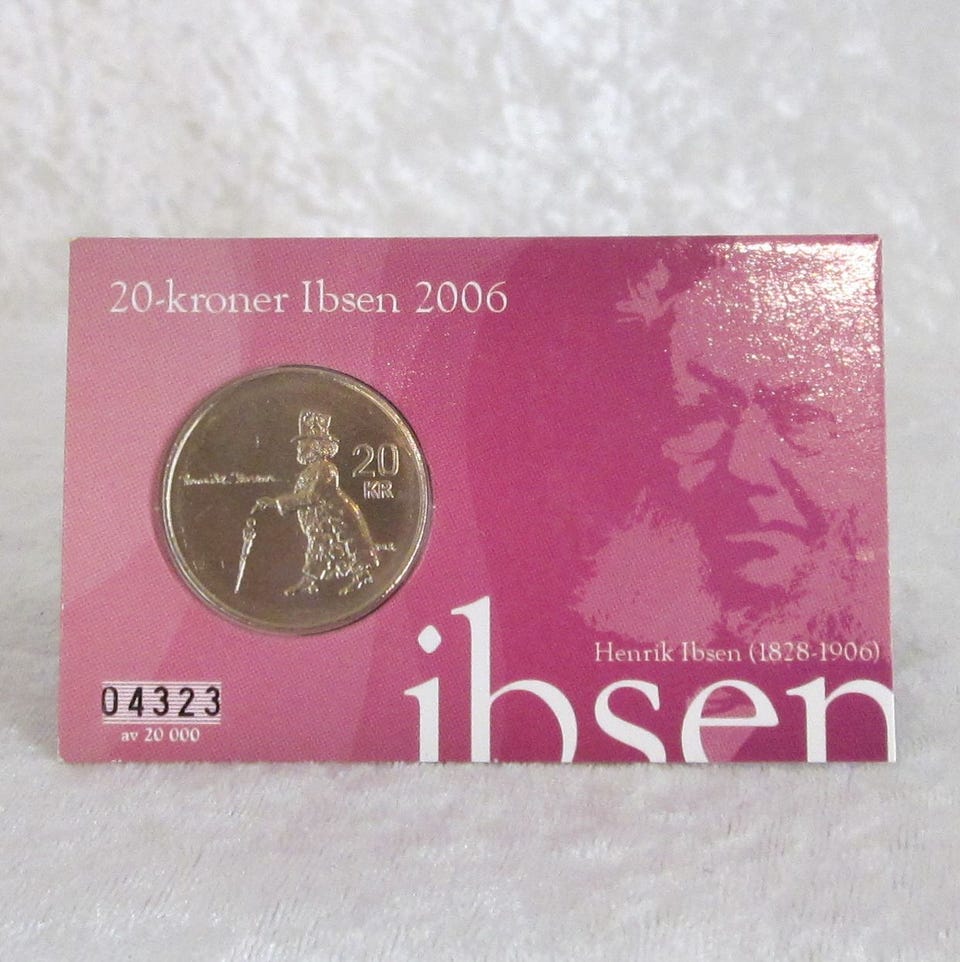 20-kroner Ibsen 2006
20
KR
Henrik Ibsen (1828-1906)
ibsen
04323
av 20 000